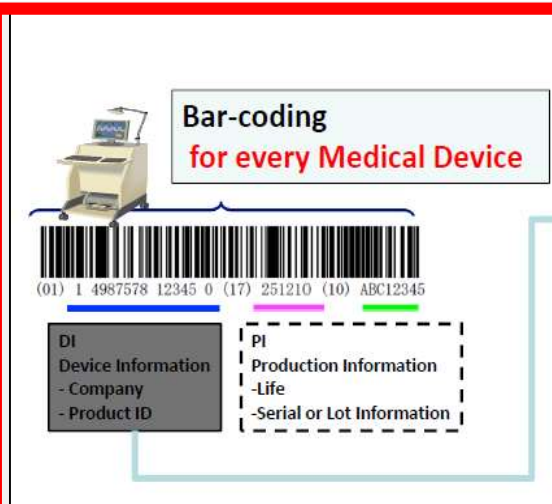 Bar-coding
for every Medical Device
(01) 1 4987578 12345 0 (17) 251210 (10) ABC12345
DI
Device Information
- Company
- Product ID
PI
Production Information
-Life
-Serial or Lot Information